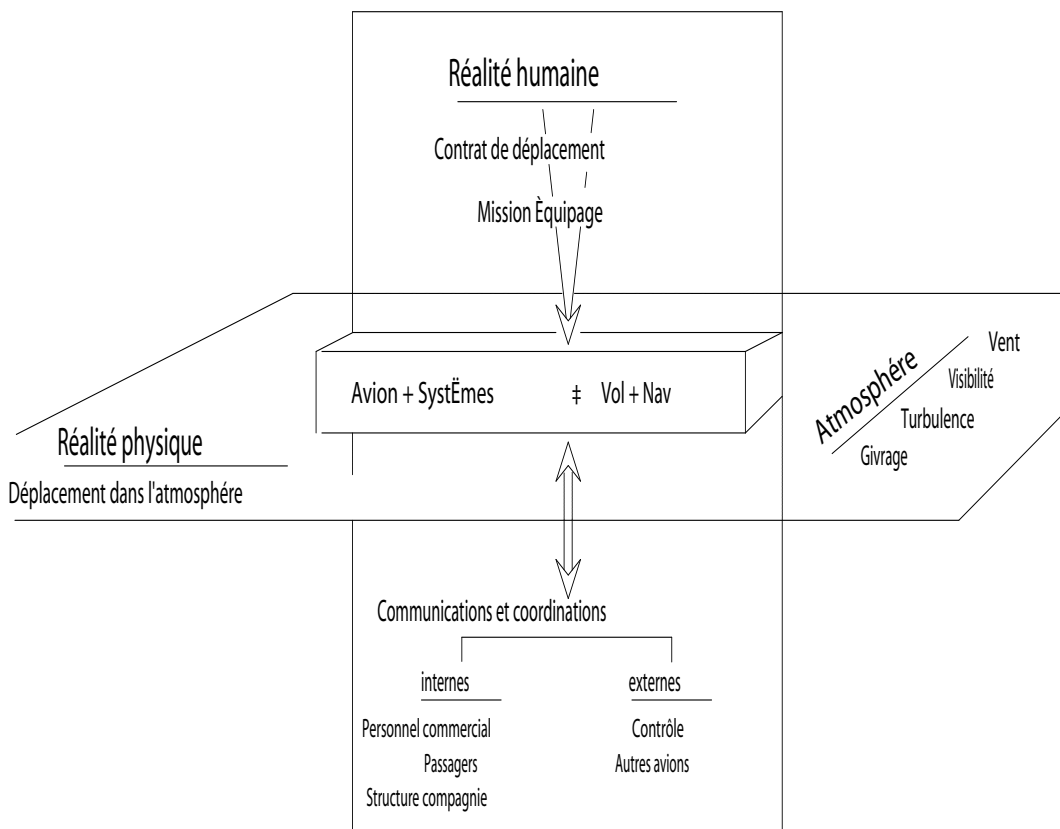 Réalité humaine
Contrat de déplacement
Mission Èquipage
Avion + SystËmes ‡ Vol + Nav
Réalité physique
Déplacement dans l'atmosphére
Atmosphére
Vent
Visibilité
Turbulence
Givrage
Communications et coordinations
internes
Personnel commercial
Passagers
Structure compagnie
externes
Contrôle
Autres avions